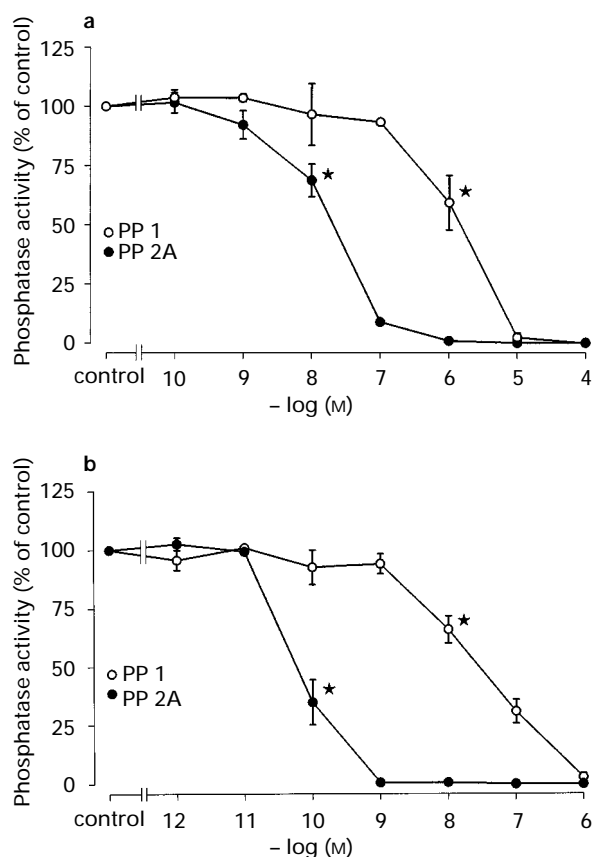 a
Phosphatase activity (% of control)
125
100
75
50
25
0
★
★
PP 1
PP 2A
control 10 9 8 7 6 5 4
– log (M)
b
Phosphatase activity (% of control)
125
100
75
50
25
0
★
★
PP 1
PP 2A
control 12 11 10 9 8 7 6
– log (M)